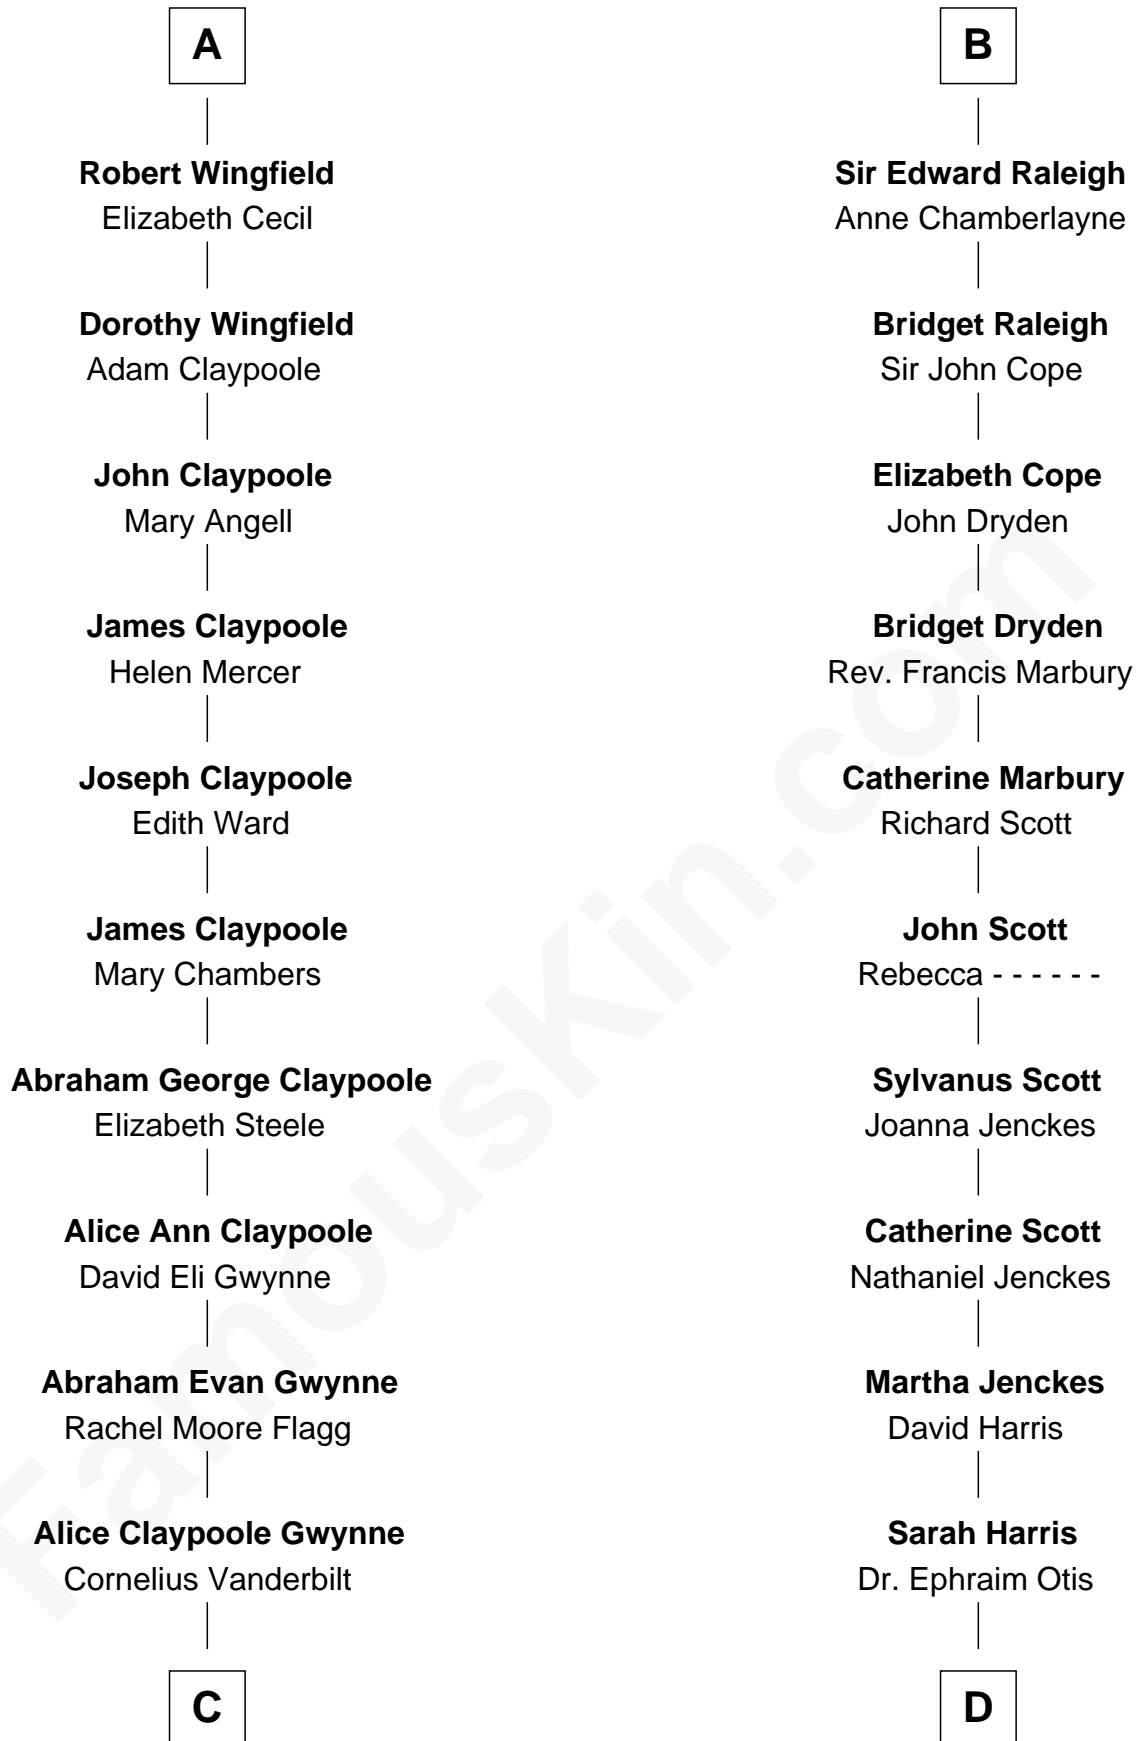 A
Robert Wingfield
Elizabeth Cecil
Dorothy Wingfield
Adam Claypoole
John Claypoole
Mary Angell
James Claypoole
Helen Mercer
Joseph Claypoole
Edith Ward
James Claypoole
Mary Chambers
Abraham George Claypoole
Elizabeth Steele
Alice Ann Claypoole
David Eli Gwynne
Abraham Evan Gwynne
Rachel Moore Flagg
Alice Claypoole Gwynne
Cornelius Vanderbilt
C
B
Sir Edward Raleigh
Anne Chamberlayne
Bridget Raleigh
Sir John Cope
Elizabeth Cope
John Dryden
Bridget Dryden
Rev. Francis Marbury
Catherine Marbury
Richard Scott
John Scott
Rebecca - - - - - -
Sylvanus Scott
Joanna Jenckes
Catherine Scott
Nathaniel Jenckes
Martha Jenckes
David Harris
Sarah Harris
Dr. Ephraim Otis
D
FamousKin.com